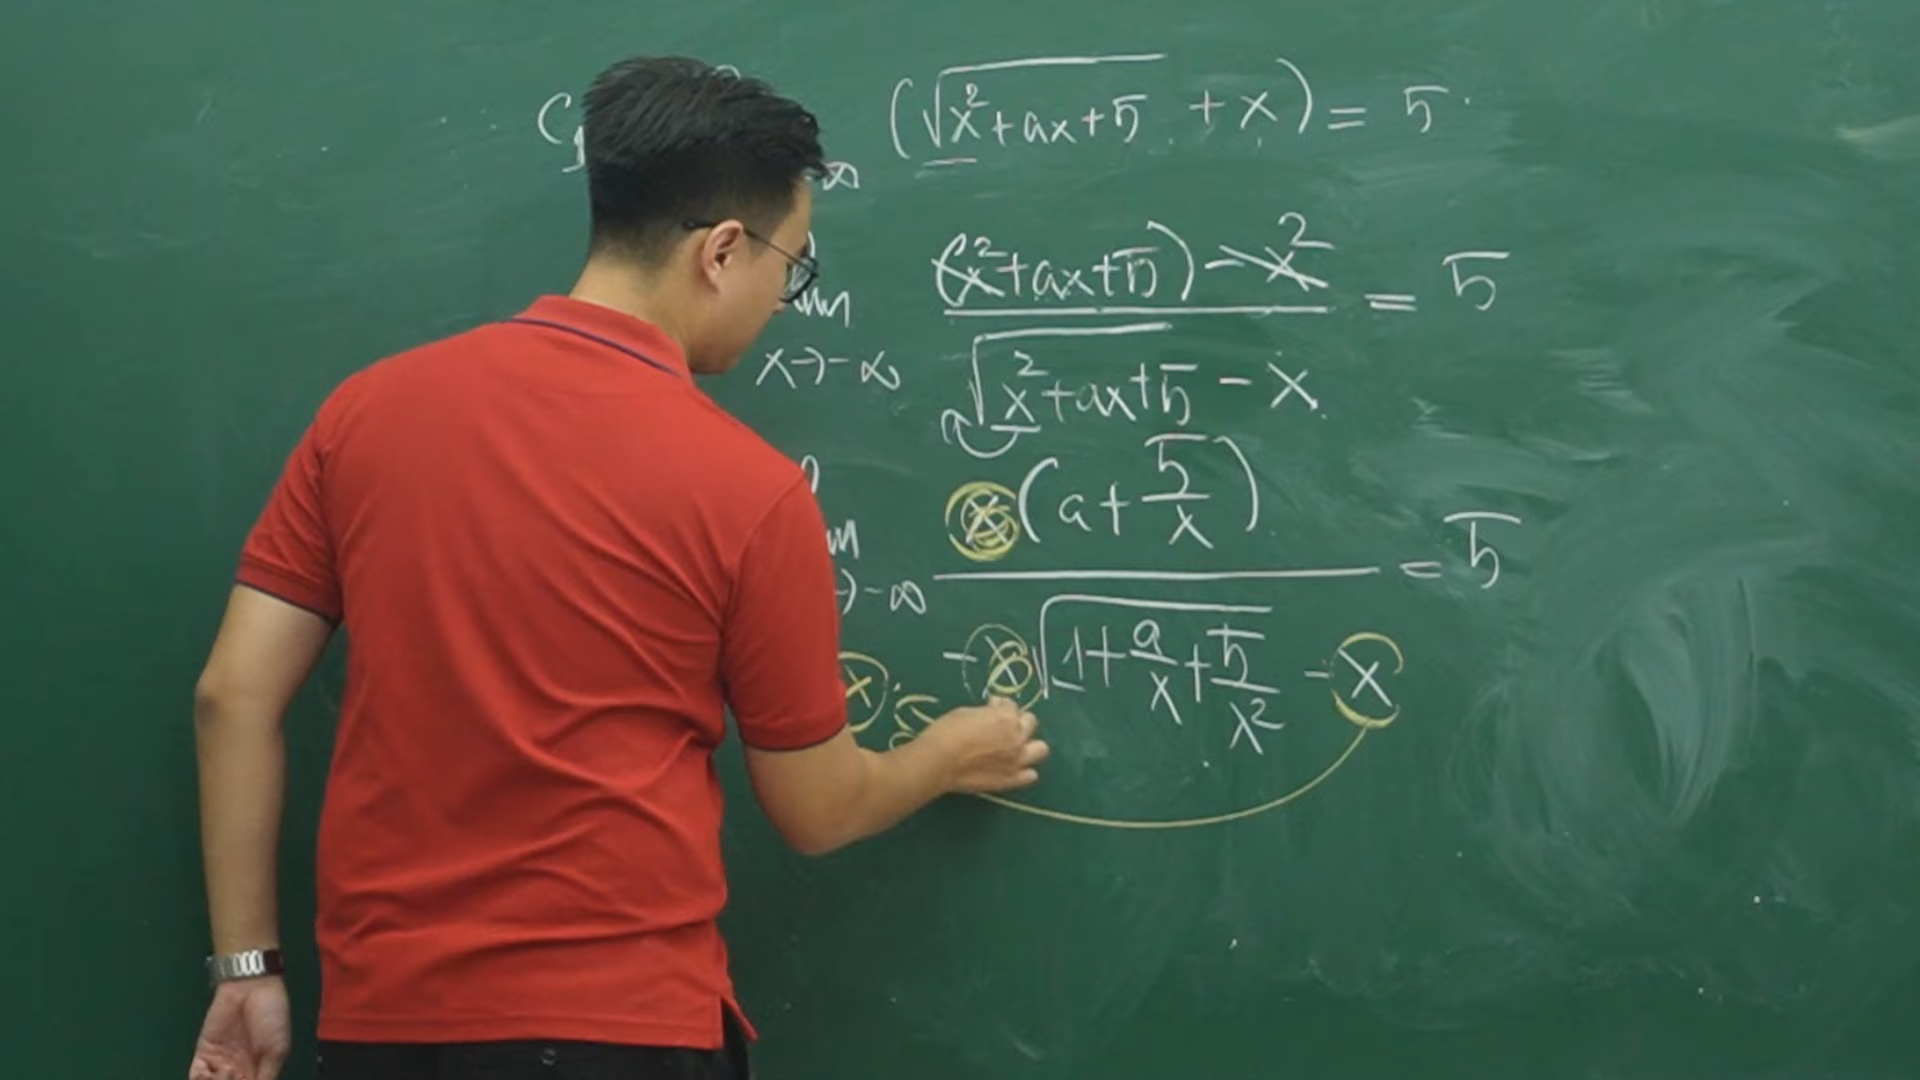 (√x²+ax+5 + x) = 5
(x²+ax+5) - x² = 5
x→-∞ √x²+ax+5 - x
x(a+5/x) = 5
→-∞ -x√1+a/x+5/x² - x
x